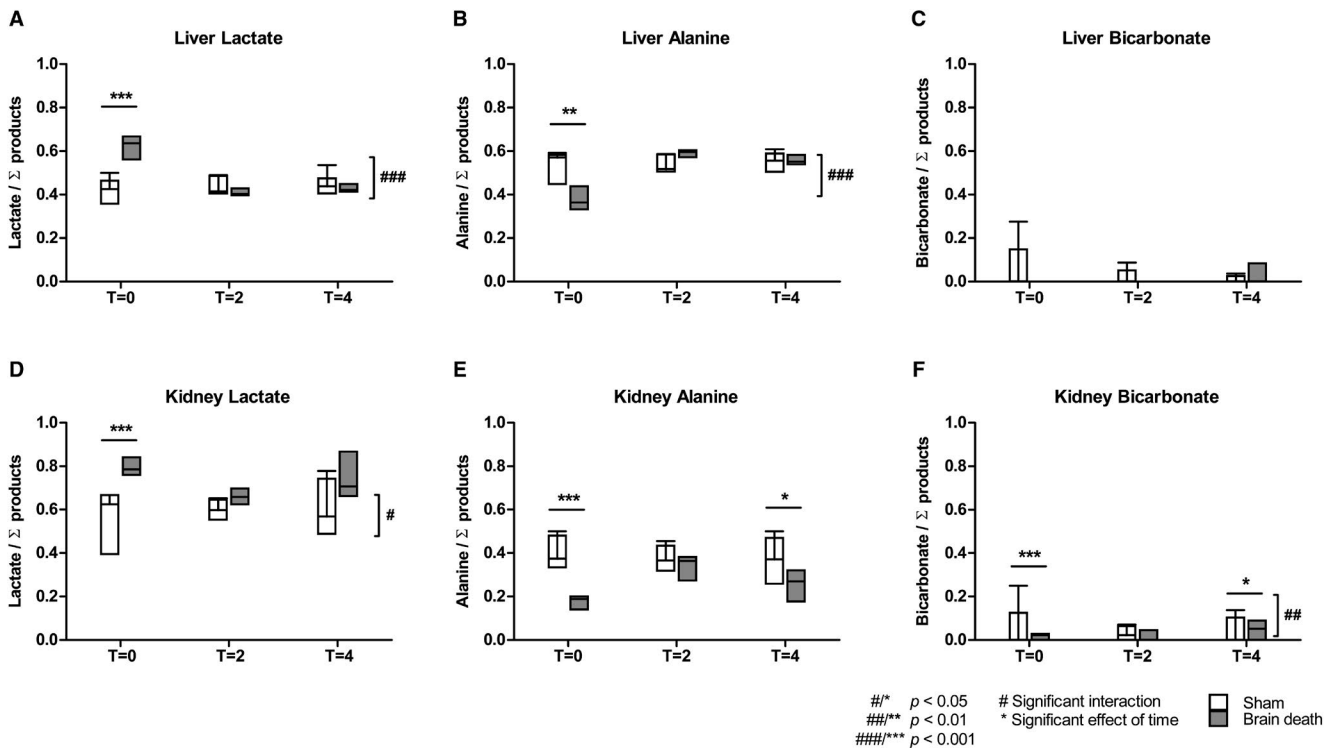 A
Liver Lactate
Lactate / Σ products
1.0
0.8
0.6
0.4
0.2
0.0
***
###
T=0
T=2
T=4
B
Liver Alanine
Alanine / Σ products
1.0
0.8
0.6
0.4
0.2
0.0
**
###
T=0
T=2
T=4
C
Liver Bicarbonate
Bicarbonate / Σ products
1.0
0.8
0.6
0.4
0.2
0.0
T=0
T=2
T=4
D
Kidney Lactate
Lactate / Σ products
1.0
0.8
0.6
0.4
0.2
0.0
***
#
T=0
T=2
T=4
E
Kidney Alanine
Alanine / Σ products
1.0
0.8
0.6
0.4
0.2
0.0
***
*
T=0
T=2
T=4
F
Kidney Bicarbonate
Bicarbonate / Σ products
1.0
0.8
0.6
0.4
0.2
0.0
***
*
##
T=0
T=2
T=4
#/* p < 0.05
##/** p < 0.01
###/*** p < 0.001
# Significant interaction
* Significant effect of time
Sham
Brain death